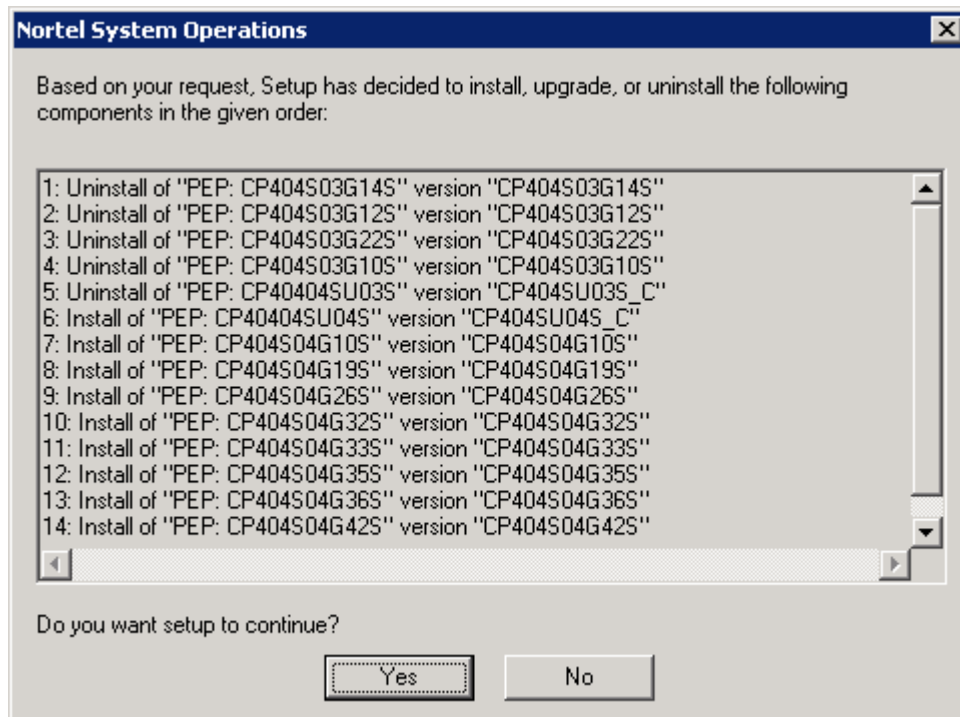 Nortel System Operations
Based on your request, Setup has decided to install, upgrade, or uninstall the following
components in the given order:
1: Uninstall of "PEP: CP404S03G14S" version "CP404S03G14S"
2: Uninstall of "PEP: CP404S03G12S" version "CP404S03G12S"
3: Uninstall of "PEP: CP404S03G22S" version "CP404S03G22S"
4: Uninstall of "PEP: CP404S03G10S" version "CP404S03G10S"
5: Uninstall of "PEP: CP40404SU03S" version "CP404SU03S_C"
6: Install of "PEP: CP40404SU04S" version "CP404SU04S_C"
7: Install of "PEP: CP404S04G10S" version "CP404S04G10S"
8: Install of "PEP: CP404S04G19S" version "CP404S04G19S"
9: Install of "PEP: CP404S04G26S" version "CP404S04G26S"
10: Install of "PEP: CP404S04G32S" version "CP404S04G32S"
11: Install of "PEP: CP404S04G33S" version "CP404S04G33S"
12: Install of "PEP: CP404S04G35S" version "CP404S04G35S"
13: Install of "PEP: CP404S04G36S" version "CP404S04G36S"
14: Install of "PEP: CP404S04G42S" version "CP404S04G42S"
Do you want setup to continue?
Yes No